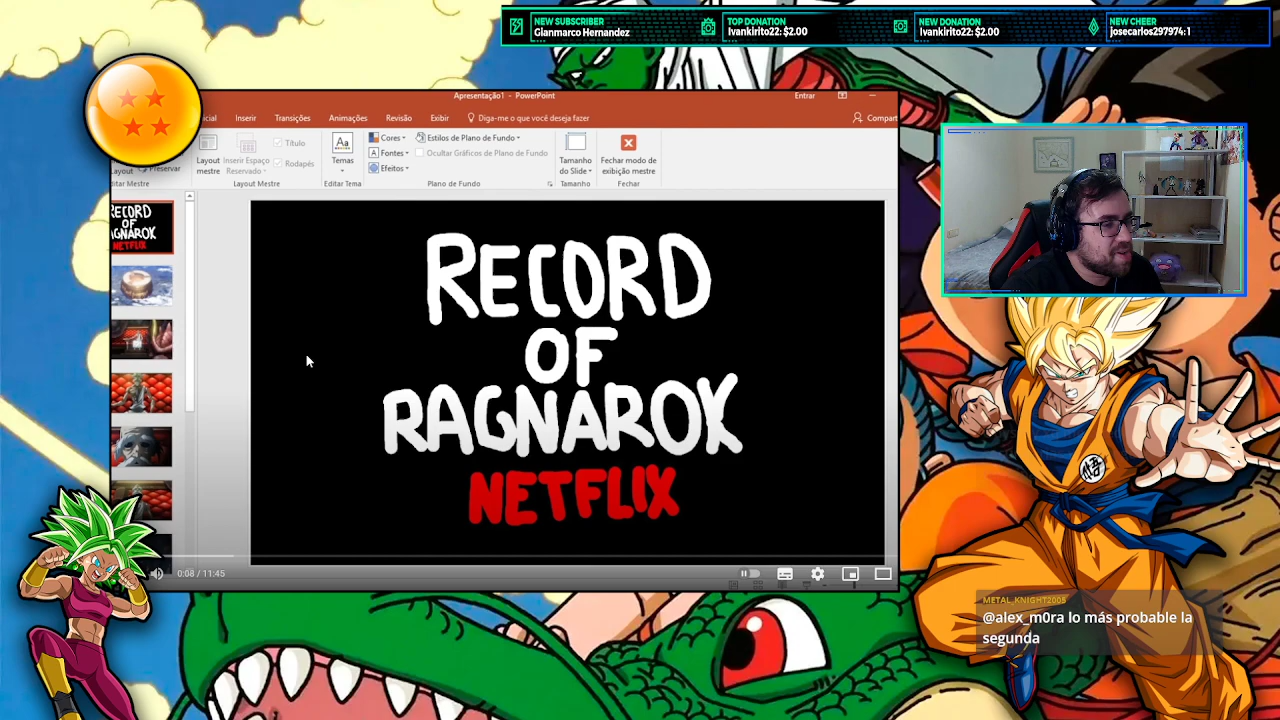 NEW SUBSCRIBER
Gianmarco Hernandez
TOP DONATION
Ivankirito22: $2.00
NEW DONATION
Ivankirito22: $2.00
NEW CHEER
josecarlos297974: 1
Apresentação1 - PowerPoint
Entrar
Inserir
Transições
Animações
Revisão
Exibir
Diga-me o que você deseja fazer
Compart
Layout mestre
Inserir Espaço Reservado
Título
Rodapés
Layout Mestre
Preservar
Temas
Editar Tema
Cores
Fontes
Efeitos
Estilos de Plano de Fundo
Ocultar Gráficos de Plano de Fundo
Plano de Fundo
Tamanho do Slide
Tamanho
Fechar modo de exibição mestre
Fechar
RECORD
OF
RAGNAROK
NETFLIX
0:08 / 11:45
METAL_KNIGHT2005
@alex_m0ra lo más probable la
segunda